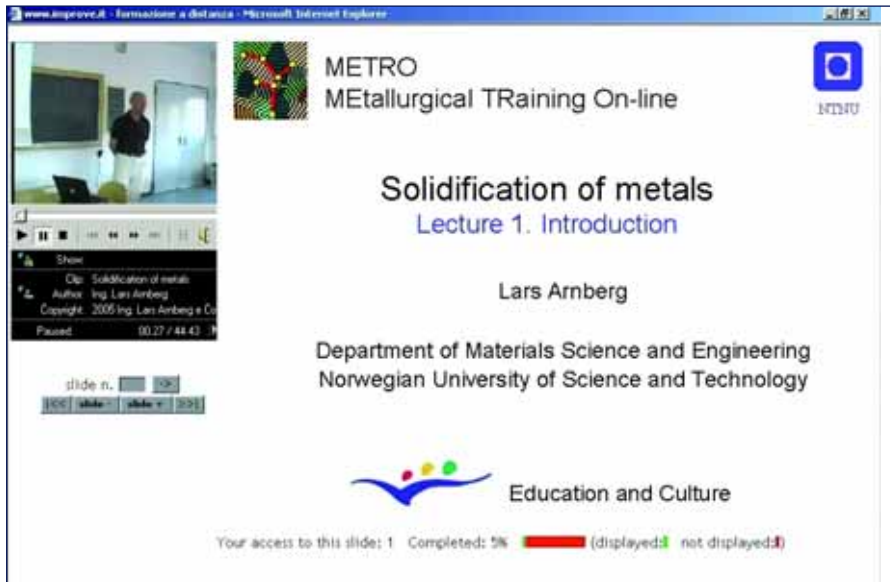 www.improve.it - formazione a distanza - Microsoft Internet Explorer
METRO
MEtallurgical TRaining On-line
NTNU
Solidification of metals
Lecture 1. Introduction
Lars Arnberg
Department of Materials Science and Engineering
Norwegian University of Science and Technology
Show:
Clip: Solidification of metals
Author: Ing. Lars Arnberg
Copyright: 2005 Ing. Lars Arnberg e Co
Paused 00:27 / 44:43
slide n. ->
|<< slide - slide + >>|
Education and Culture
Your access to this slide: 1 Completed: 5% (displayed: not displayed: )